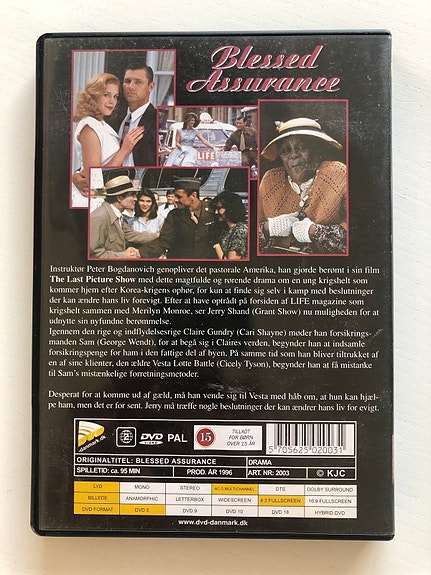 Blessed
Assurance
LIFE
Instruktør Peter Bogdanovich genopliver det pastorale Amerika, han gjorde berømt i sin film
The Last Picture Show med dette magtfulde og rørende drama om en ung krigshelt som
kommer hjem efter Korea-krigens ophør, for kun at finde sig selv i kamp med beslutninger
der kan ændre hans liv forevigt. Efter at have optrådt på forsiden af LIFE magazine som
krigshelt sammen med Merilyn Monroe, ser Jerry Shand (Grant Show) nu muligheden for at
udnytte sin nyfundne berømmelse.
Igennem den rige og indflydelsesrige Claire Gundry (Cari Shayne) møder han forsikrings-
manden Sam (George Wendt), for at begå sig i Claires verden, begynder han at indsamle
forsikringspenge for ham i den fattige del af byen. På samme tid som han bliver tiltrukket af
en af sine klienter, den ældre Vesta Lotte Battle (Cicely Tyson), begynder han at få mistanke
til Sam's mistænkelige forretningsmetoder.
Desperat for at komme ud af gæld, må han vende sig til Vesta med håb om, at hun kan hjæl-
pe ham, men det er for sent. Jerry må træffe nogle beslutninger der kan ændrer hans liv for evigt.
-danmark.dk
2
DVD PAL
15
TILLADT
FOR BØRN
OVER 15 ÅR
5 705625 020031
ORIGINALTITEL: BLESSED ASSURANCE DRAMA
SPILLETID: ca. 95 MIN PROD. ÅR 1996 ART. NR: 2003 © KJC
LYD MONO STEREO AC-3 MULTICHANNEL DTS DOLBY SURROUND
BILLEDE ANAMORPHIC LETTERBOX WIDESCREEN 4:3 FULLSCREEN 16:9 FULLSCREEN
DVD FORMAT DVD 5 DVD 9 DVD 10 DVD 18 HYBRID DVD
www.dvd-danmark.dk